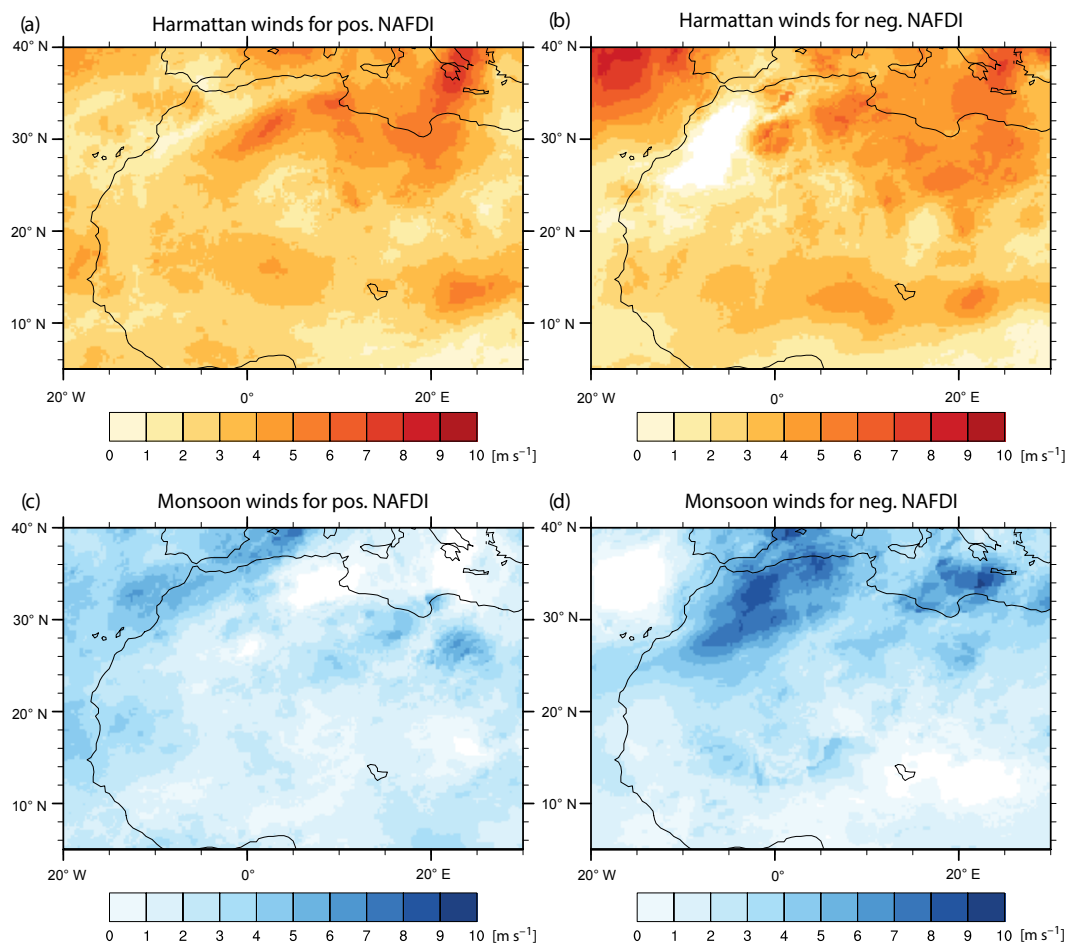 (a) Harmattan winds for pos. NAFDI
40° N
30° N
20° N
10° N
20° W 0° 20° E
0 1 2 3 4 5 6 7 8 9 10 [m s⁻¹]
(b) Harmattan winds for neg. NAFDI
40° N
30° N
20° N
10° N
20 W 0° 20° E
0 1 2 3 4 5 6 7 8 9 10 [m s⁻¹]
(c) Monsoon winds for pos. NAFDI
40° N
30° N
20° N
10° N
20 W 0° 20° E
0 1 2 3 4 5 6 7 8 9 10 [m s⁻¹]
(d) Monsoon winds for neg. NAFDI
40° N
30° N
20° N
10° N
20 W 0° 20° E
0 1 2 3 4 5 6 7 8 9 10 [m s⁻¹]